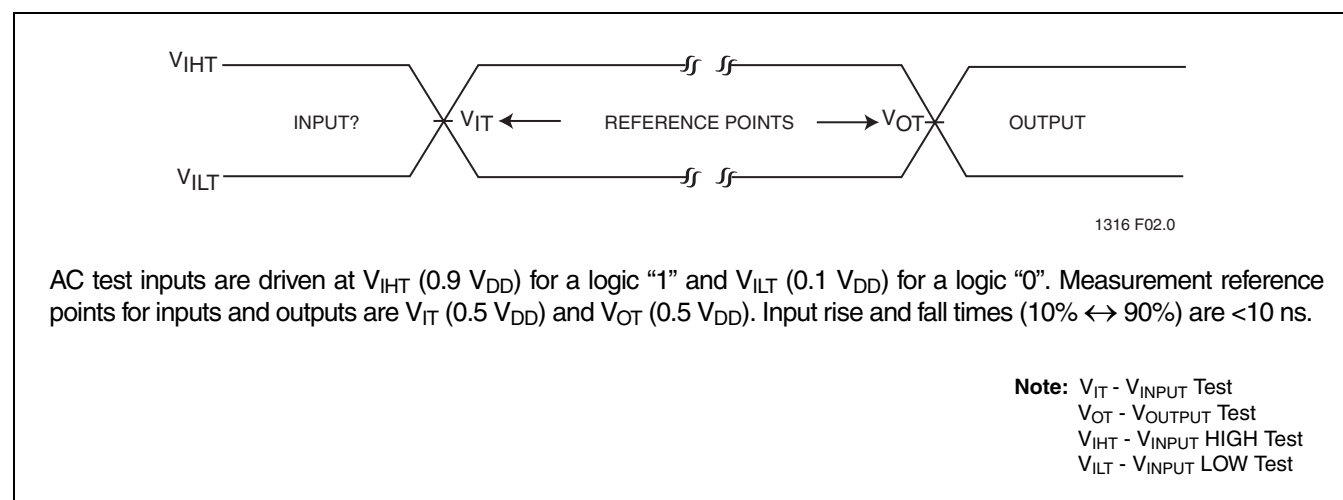 VIHT
INPUT? VIT REFERENCE POINTS VOT OUTPUT
VILT
1316 F02.0
AC test inputs are driven at VIHT (0.9 VDD) for a logic “1” and VILT (0.1 VDD) for a logic “0”. Measurement reference
points for inputs and outputs are VIT (0.5 VDD) and VOT (0.5 VDD). Input rise and fall times (10% ↔ 90%) are <10 ns.
Note: VIT - VINPUT Test
VOT - VOUTPUT Test
VIHT - VINPUT HIGH Test
VILT - VINPUT LOW Test